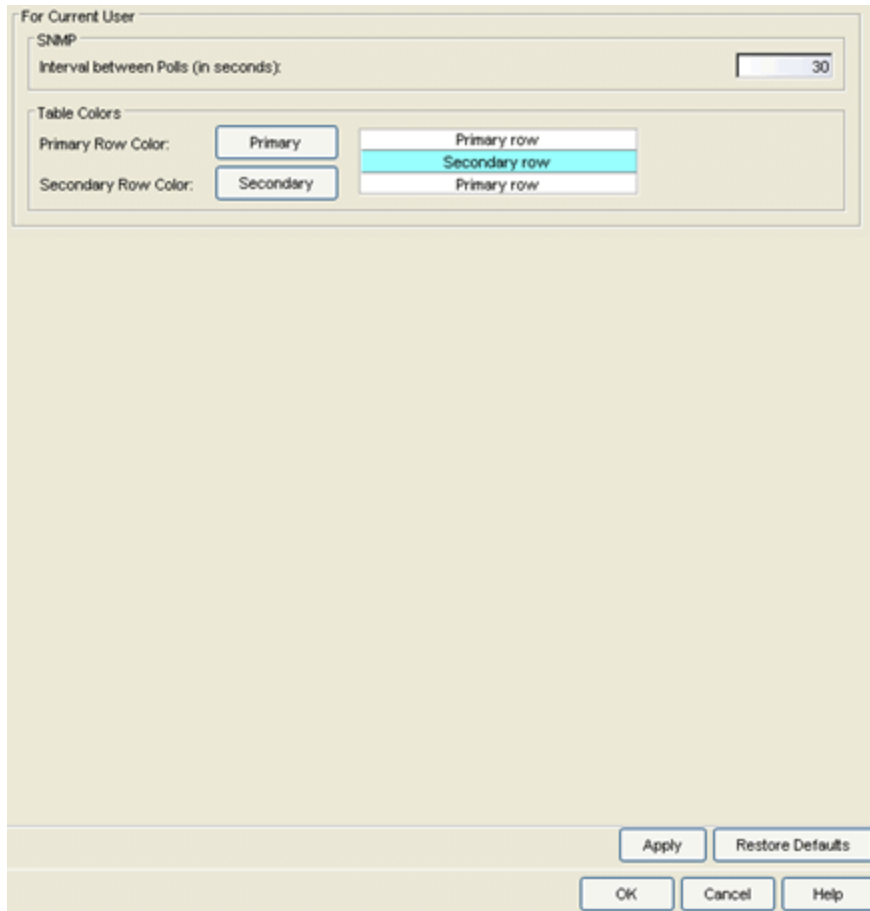 For Current User
SNMP
Interval between Polls (in seconds): 30
Table Colors
Primary Row Color: Primary Primary row
Secondary row
Secondary Row Color: Secondary Primary row
Apply Restore Defaults
OK Cancel Help